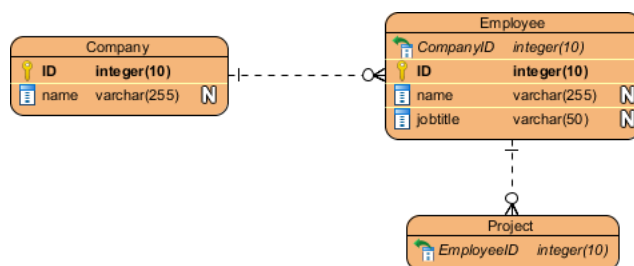 Company
ID integer(10)
name varchar(255) N
Employee
CompanyID integer(10)
ID integer(10)
name varchar(255) N
jobtitle varchar(50) N
Project
EmployeeID integer(10)